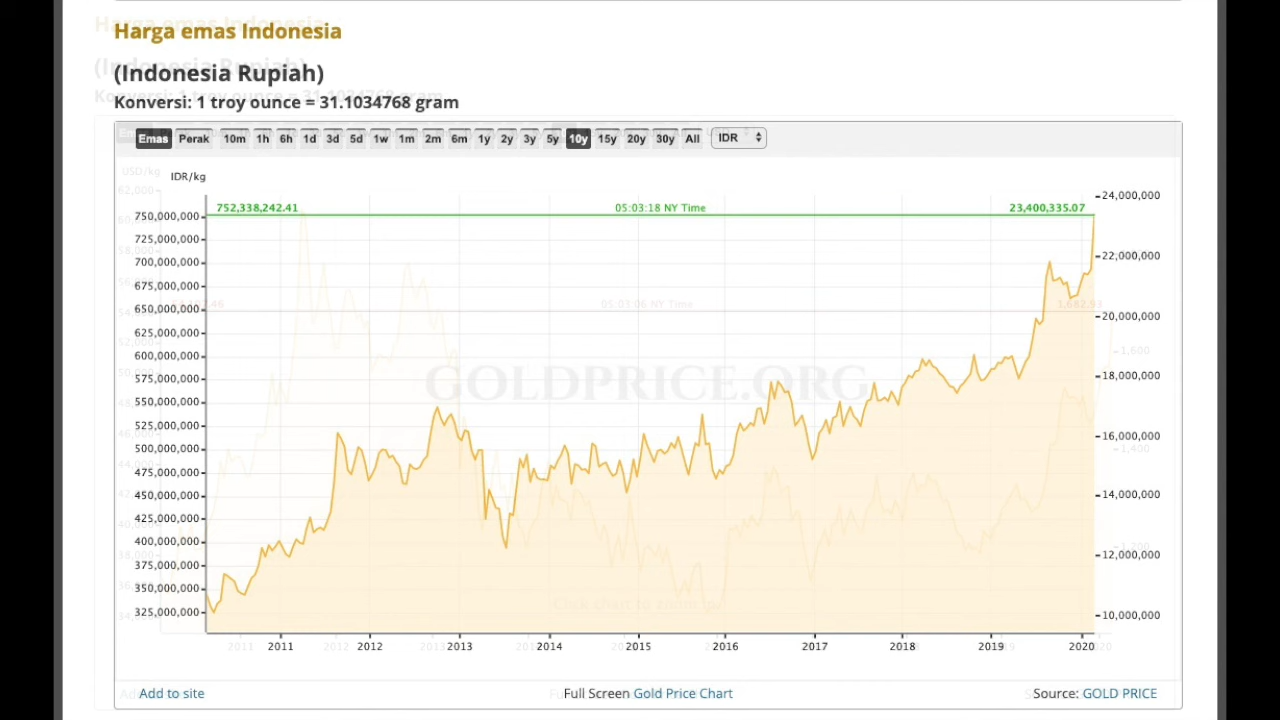 Harga emas Indonesia
(Indonesia Rupiah)
Konversi: 1 troy ounce = 31.1034768 gram
Emas Perak 10m 1h 6h 1d 3d 5d 1w 1m 2m 6m 1y 2y 3y 5y 10y 15y 20y 30y All IDR
IDR/kg
752,338,242.41 05:03:18 NY Time 23,400,335.07
750,000,000
725,000,000
700,000,000
675,000,000
650,000,000
625,000,000
600,000,000
575,000,000
550,000,000
525,000,000
500,000,000
475,000,000
450,000,000
425,000,000
400,000,000
375,000,000
350,000,000
325,000,000
24,000,000
22,000,000
20,000,000
18,000,000
16,000,000
14,000,000
12,000,000
10,000,000
GOLDPRICE.ORG
05:03:06 NY Time
2011 2012 2013 2014 2015 2016 2017 2018 2019 2020
Add to site Full Screen Gold Price Chart Source: GOLD PRICE